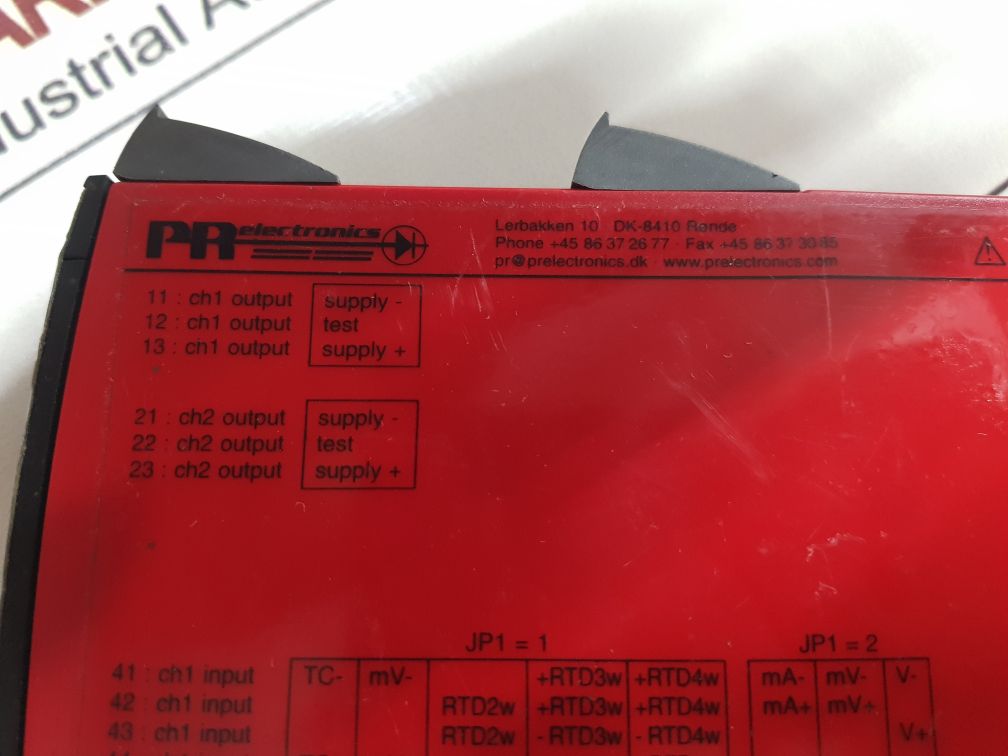 ustrial A
PR electronics
Lerbakken 10 DK-8410 Rønde
Phone +45 86 37 26 77 · Fax +45 86 37 30 85
pr@prelectronics.dk · www.prelectronics.com
11 : ch1 output supply -
12 : ch1 output test
13 : ch1 output supply +
21 : ch2 output supply -
22 : ch2 output test
23 : ch2 output supply +
JP1 = 1 JP1 = 2
41 : ch1 input TC- mV- +RTD3w +RTD4w mA- mV- V-
42 : ch1 input RTD2w +RTD3w +RTD4w mA+ mV+
43 : ch1 input RTD2w -RTD3w -RTD4w V+